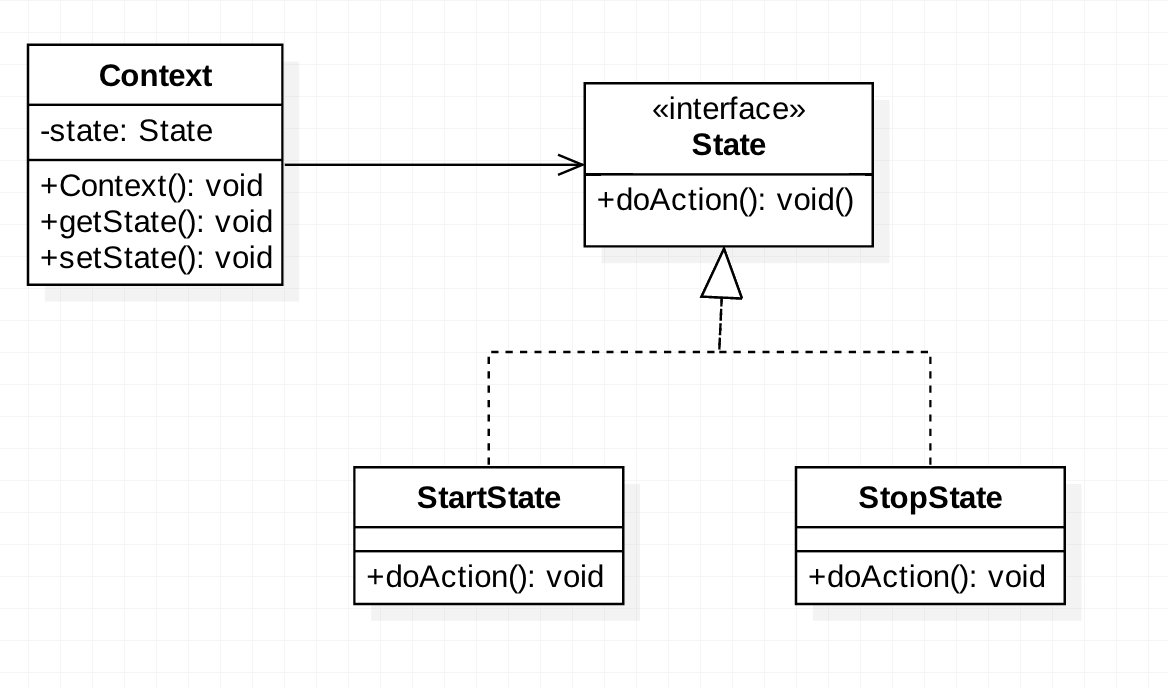 Context
-state: State
+Context(): void
+getState(): void
+setState(): void
«interface»
State
+doAction(): void()
StartState
+doAction(): void
StopState
+doAction(): void